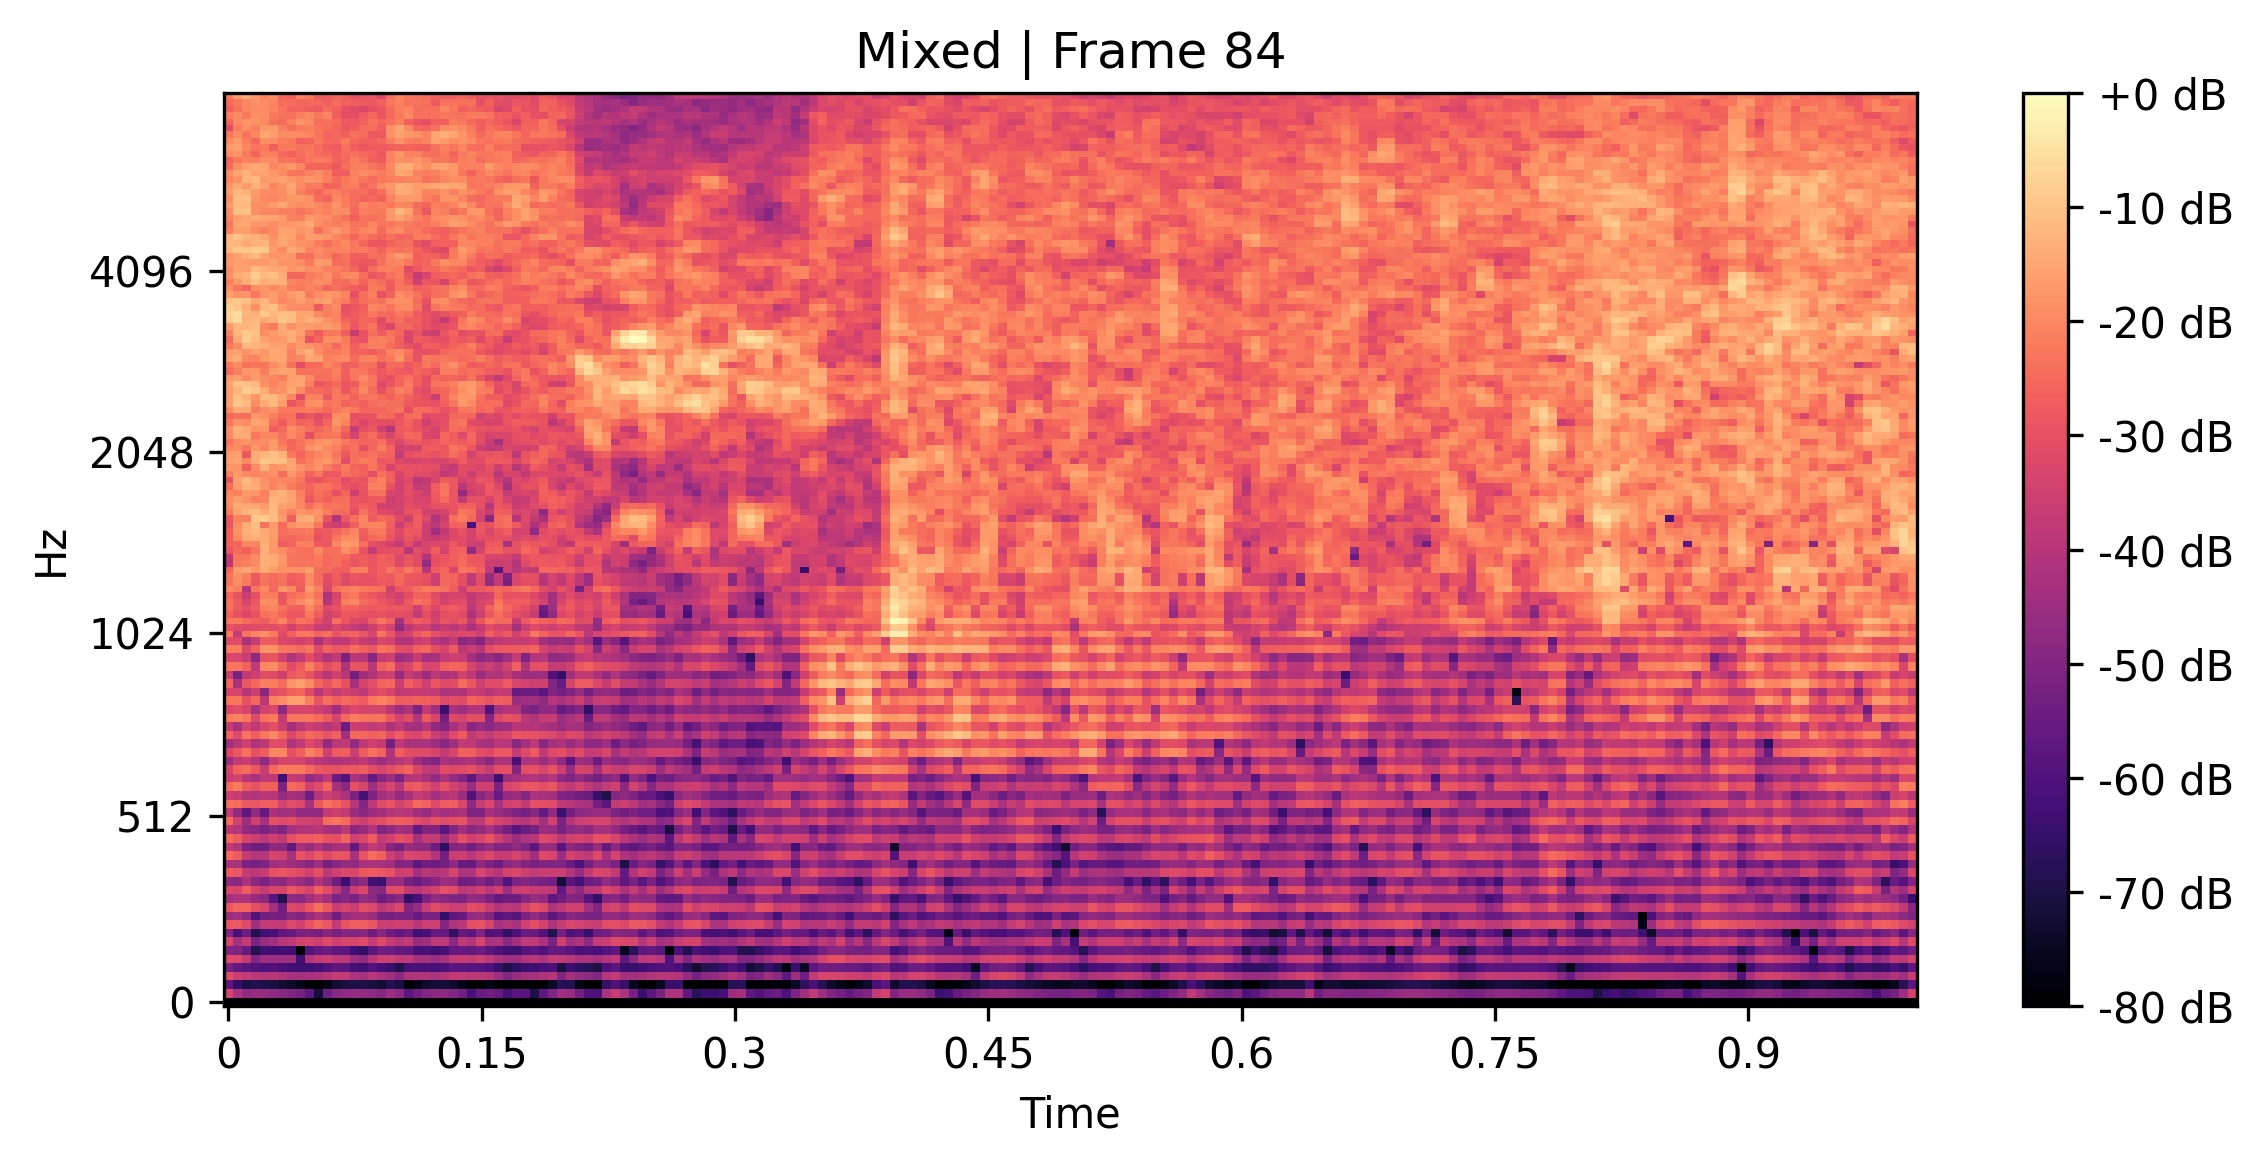 Mixed | Frame 84
+0 dB
-10 dB
-20 dB
-30 dB
-40 dB
-50 dB
-60 dB
-70 dB
-80 dB
Hz
4096
2048
1024
512
0
0 0.15 0.3 0.45 0.6 0.75 0.9
Time